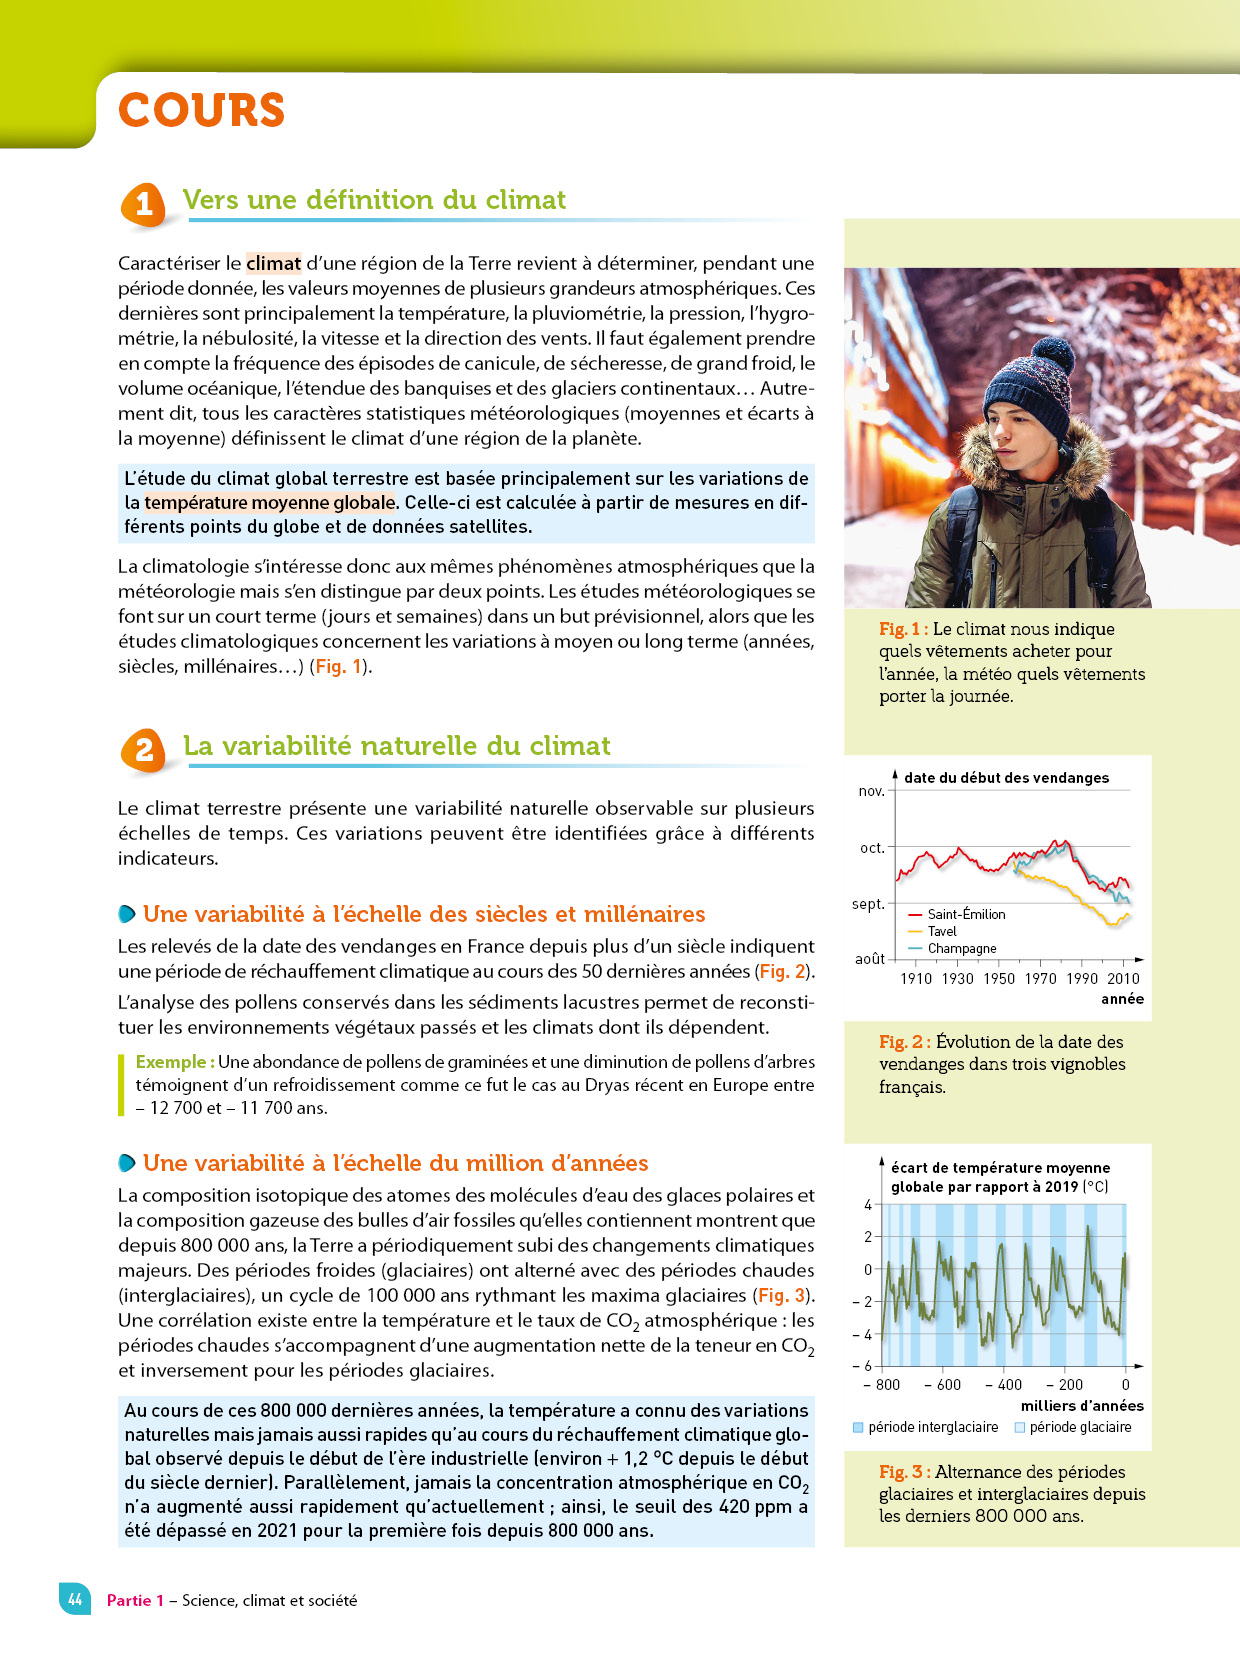 COURS
1 Vers une définition du climat
Caractériser le climat d’une région de la Terre revient à déterminer, pendant une
période donnée, les valeurs moyennes de plusieurs grandeurs atmosphériques. Ces
dernières sont principalement la température, la pluviométrie, la pression, l’hygro-
métrie, la nébulosité, la vitesse et la direction des vents. Il faut également prendre
en compte la fréquence des épisodes de canicule, de sécheresse, de grand froid, le
volume océanique, l’étendue des banquises et des glaciers continentaux… Autre-
ment dit, tous les caractères statistiques météorologiques (moyennes et écarts à
la moyenne) définissent le climat d’une région de la planète.
L’étude du climat global terrestre est basée principalement sur les variations de
la température moyenne globale. Celle-ci est calculée à partir de mesures en dif-
férents points du globe et de données satellites.
La climatologie s’intéresse donc aux mêmes phénomènes atmosphériques que la
météorologie mais s’en distingue par deux points. Les études météorologiques se
font sur un court terme (jours et semaines) dans un but prévisionnel, alors que les
études climatologiques concernent les variations à moyen ou long terme (années,
siècles, millénaires…) (Fig. 1).
Fig. 1 : Le climat nous indique
quels vêtements acheter pour
l’année, la météo quels vêtements
porter la journée.
2 La variabilité naturelle du climat
Le climat terrestre présente une variabilité naturelle observable sur plusieurs
échelles de temps. Ces variations peuvent être identifiées grâce à différents
indicateurs.
Une variabilité à l’échelle des siècles et millénaires
Les relevés de la date des vendanges en France depuis plus d’un siècle indiquent
une période de réchauffement climatique au cours des 50 dernières années (Fig. 2).
L’analyse des pollens conservés dans les sédiments lacustres permet de reconsti-
tuer les environnements végétaux passés et les climats dont ils dépendent.
Exemple : Une abondance de pollens de graminées et une diminution de pollens d’arbres
témoignent d’un refroidissement comme ce fut le cas au Dryas récent en Europe entre
– 12 700 et – 11 700 ans.
date du début des vendanges
nov.
oct.
sept.
août
Saint-Émilion
Tavel
Champagne
1910 1930 1950 1970 1990 2010
année
Fig. 2 : Évolution de la date des
vendanges dans trois vignobles
français.
Une variabilité à l’échelle du million d’années
La composition isotopique des atomes des molécules d’eau des glaces polaires et
la composition gazeuse des bulles d’air fossiles qu’elles contiennent montrent que
depuis 800 000 ans, la Terre a périodiquement subi des changements climatiques
majeurs. Des périodes froides (glaciaires) ont alterné avec des périodes chaudes
(interglaciaires), un cycle de 100 000 ans rythmant les maxima glaciaires (Fig. 3).
Une corrélation existe entre la température et le taux de CO₂ atmosphérique : les
périodes chaudes s’accompagnent d’une augmentation nette de la teneur en CO₂
et inversement pour les périodes glaciaires.
Au cours de ces 800 000 dernières années, la température a connu des variations
naturelles mais jamais aussi rapides qu’au cours du réchauffement climatique glo-
bal observé depuis le début de l’ère industrielle (environ + 1,2 °C depuis le début
du siècle dernier). Parallèlement, jamais la concentration atmosphérique en CO₂
n’a augmenté aussi rapidement qu’actuellement ; ainsi, le seuil des 420 ppm a
été dépassé en 2021 pour la première fois depuis 800 000 ans.
écart de température moyenne
globale par rapport à 2019 (°C)
4
2
0
– 2
– 4
– 6
– 800 – 600 – 400 – 200 0
milliers d’années
période interglaciaire période glaciaire
Fig. 3 : Alternance des périodes
glaciaires et interglaciaires depuis
les derniers 800 000 ans.
44 Partie 1 – Science, climat et société